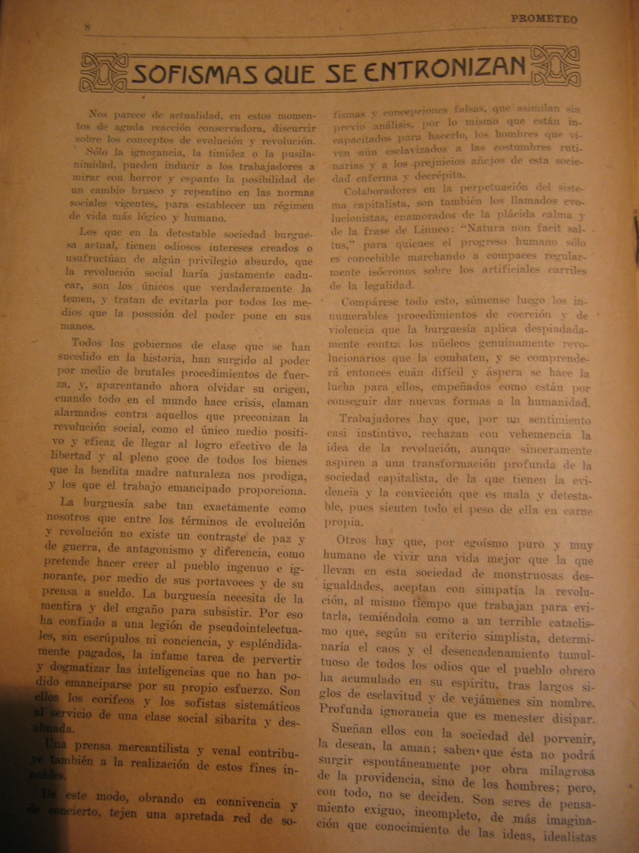 8
PROMETEO
SOFISMAS QUE SE ENTRONIZAN
Nos parece de actualidad, en estos momen-
tos de aguda reacción conservadora, discurrir
sobre los conceptos de evolución y revolución.
Sólo la ignorancia, la timidez o la pusila-
nimidad, pueden inducir a los trabajadores a
mirar con horror y espanto la posibilidad de
un cambio brusco y repentino en las normas
sociales vigentes, para establecer un régimen
de vida más lógico y humano.
Los que en la detestable sociedad burgue-
sa actual, tienen odiosos intereses creados o
usufructúan de algún privilegio absurdo, que
la revolución social haría justamente cadu-
car, son los únicos que verdaderamente la
temen, y tratan de evitarla por todos los me-
dios que la posesión del poder pone en sus
manos.
Todos los gobiernos de clase que se han
sucedido en la historia, han surgido al poder
por medio de brutales procedimientos de fuer-
za, y, aparentando ahora olvidar su origen,
cuando todo en el mundo hace crisis, claman
alarmados contra aquellos que preconizan la
revolución social, como el único medio positi-
vo y eficaz de llegar al logro efectivo de la
libertad y al pleno goce de todos los bienes
que la bendita madre naturaleza nos prodiga,
y los que el trabajo emancipado proporciona.
La burguesía sabe tan exactamente como
nosotros que entre los términos de evolución
y revolución no existe un contraste de paz y
de guerra, de antagonismo y diferencia, como
pretende hacer creer al pueblo ingenuo e ig-
norante, por medio de sus portavoces y de su
prensa a sueldo. La burguesía necesita de la
mentira y del engaño para subsistir. Por eso
ha confiado a una legión de pseudointelectua-
les, sin escrúpulos ni conciencia, y espléndida-
mente pagados, la infame tarea de pervertir
y dogmatizar las inteligencias que no han po-
dido emanciparse por su propio esfuerzo. Son
ellos los corifeos y los sofistas sistemáticos
al servicio de una clase social sibarita y des-
almada.
Una prensa mercantilista y venal contribu-
ye también a la realización de estos fines in-
nobles.
De este modo, obrando en connivencia y
de concierto, tejen una apretada red de so-
fismas y concepciones falsas, que asimilan sin
previo análisis, por lo mismo que están in-
capacitados para hacerlo, los hombres que vi-
ven aún esclavizados a las costumbres ruti-
narias y a los prejuicios añejos de esta socie-
dad enferma y decrépita.
Colaboradores en la perpetuación del siste-
ma capitalista, son también los llamados evo-
lucionistas, enamorados de la plácida calma y
de la frase de Linneo: "Natura non facit sal-
tus," para quienes el progreso humano sólo
es concebible marchando a compaces regular-
mente isócronos sobre los artificiales carriles
de la legalidad.
Compárese todo esto, súmense luego los in-
numerables procedimientos de coerción y de
violencia que la burguesía aplica despiadada-
mente contra los núcleos genuinamente revo-
lucionarios que la combaten, y se comprende-
rá entonces cuán difícil y áspera se hace la
lucha para ellos, empeñados como están por
conseguir dar nuevas formas a la humanidad.
Trabajadores hay que, por un sentimiento
casi instintivo, rechazan con vehemencia la
idea de la revolución, aunque sinceramente
aspiren a una transformación profunda de la
sociedad capitalista, de la que tienen la evi-
dencia y la convicción que es mala y detesta-
ble, pues sienten todo el peso de ella en carne
propia.
Otros hay que, por egoísmo puro y muy
humano de vivir una vida mejor que la que
llevan en esta sociedad de monstruosas des-
igualdades, aceptan con simpatía la revolu-
ción, al mismo tiempo que trabajan para evi-
tarla, temiéndola como a un terrible cataclis-
mo que, según su criterio simplista, determi-
naría el caos y el desencadenamiento tumul-
tuoso de todos los odios que el pueblo obrero
ha acumulado en su espíritu, tras largos si-
glos de esclavitud y de vejámenes sin nombre.
Profunda ignorancia que es menester disipar.
Sueñan ellos con la sociedad del porvenir,
la desean, la aman; saben que ésta no podrá
surgir espontáneamente por obra milagrosa
de la providencia, sino de los hombres; pero,
con todo, no se deciden. Son seres de pensa-
miento exiguo, incompleto, de más imagina-
ción que conocimiento de las ideas, idealistas